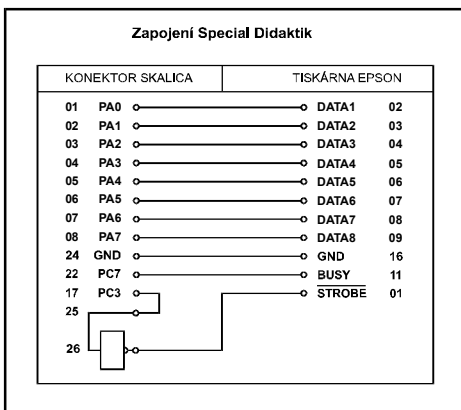 Zapojení Special Didaktik
KONEKTOR SKALICA TISKÁRNA EPSON
01 PA0 DATA1 02
02 PA1 DATA2 03
03 PA2 DATA3 04
04 PA3 DATA4 05
05 PA4 DATA5 06
06 PA5 DATA6 07
07 PA6 DATA7 08
08 PA7 DATA8 09
24 GND GND 16
22 PC7 BUSY 11
17 PC3 STROBE 01
25
26